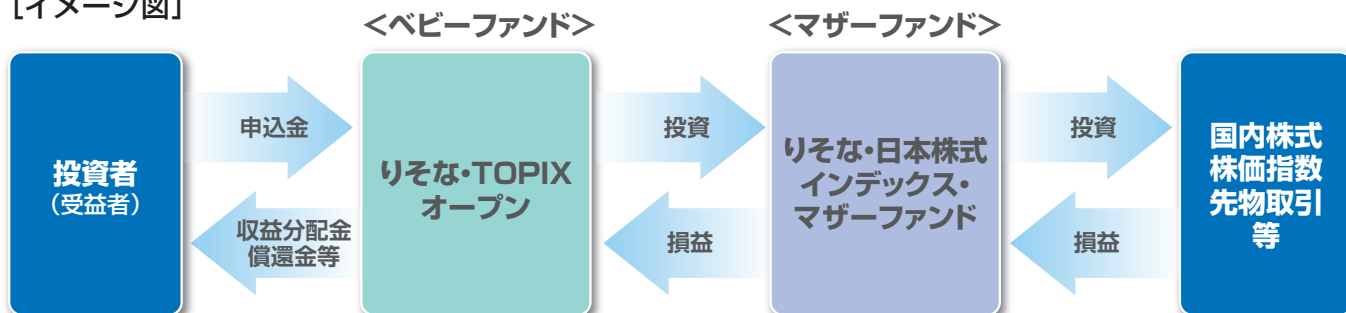 [イメージ図]
<ベビーファンド>
<マザーファンド>
投資者
(受益者)
申込金
収益分配金
償還金等
りそな・TOPIX
オープン
投資
損益
りそな・日本株式
インデックス・
マザーファンド
投資
損益
国内株式
株価指数
先物取引
等